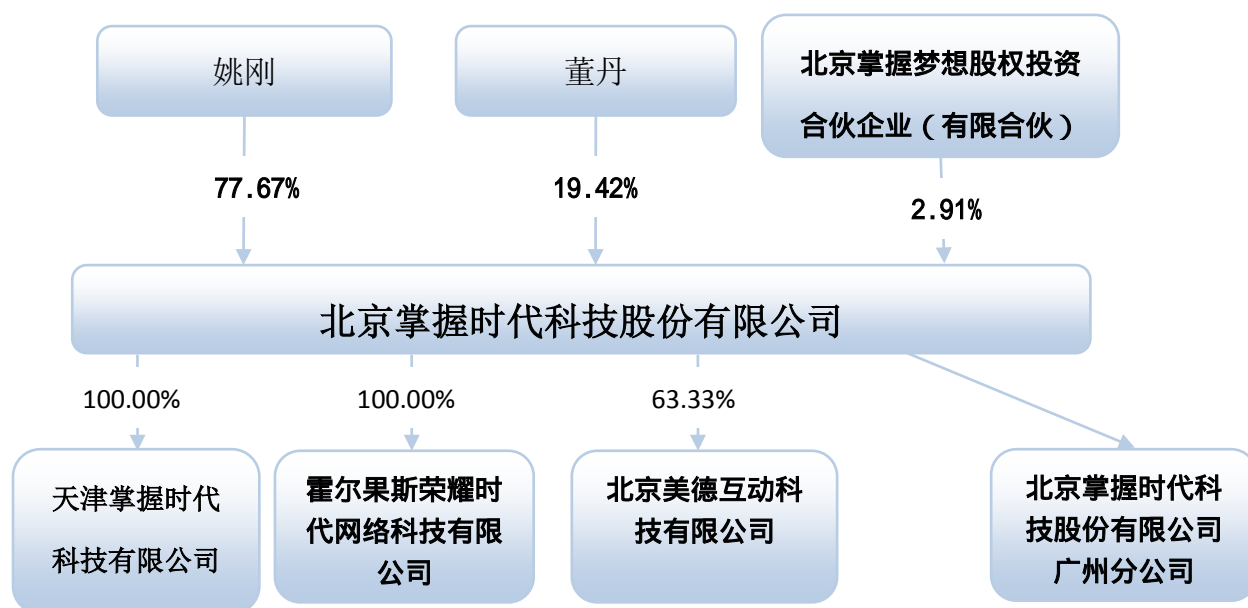 姚刚
董丹
北京掌握梦想股权投资
合伙企业（有限合伙）
77.67%
19.42%
2.91%
北京掌握时代科技股份有限公司
100.00%
100.00%
63.33%
天津掌握时代
科技有限公司
霍尔果斯荣耀时
代网络科技有限
公司
北京美德互动科
技有限公司
北京掌握时代科
技股份有限公司
广州分公司